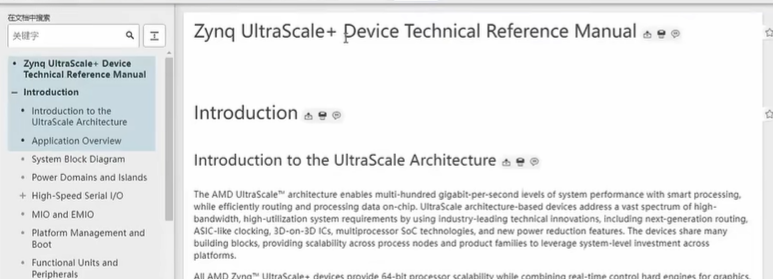 在文档中搜索
关键字
Zynq UltraScale+ Device
Technical Reference Manual
Introduction
Introduction to the
UltraScale Architecture
Application Overview
System Block Diagram
Power Domains and Islands
High-Speed Serial I/O
MIO and EMIO
Platform Management and
Boot
Functional Units and
Peripherals
Zynq UltraScale+ Device Technical Reference Manual
Introduction
Introduction to the UltraScale Architecture
The AMD UltraScale™ architecture enables multi-hundred gigabit-per-second levels of system performance with smart processing,
while efficiently routing and processing data on-chip. UltraScale architecture-based devices address a vast spectrum of high-
bandwidth, high-utilization system requirements by using industry-leading technical innovations, including next-generation routing,
ASIC-like clocking, 3D-on-3D ICs, multiprocessor SoC technologies, and new power reduction features. The devices share many
building blocks, providing scalability across process nodes and product families to leverage system-level investment across
platforms.
All AMD Zynq™ UltraScale+ devices provide 64-bit processor scalability while combining real-time control with hard engines for graphics,